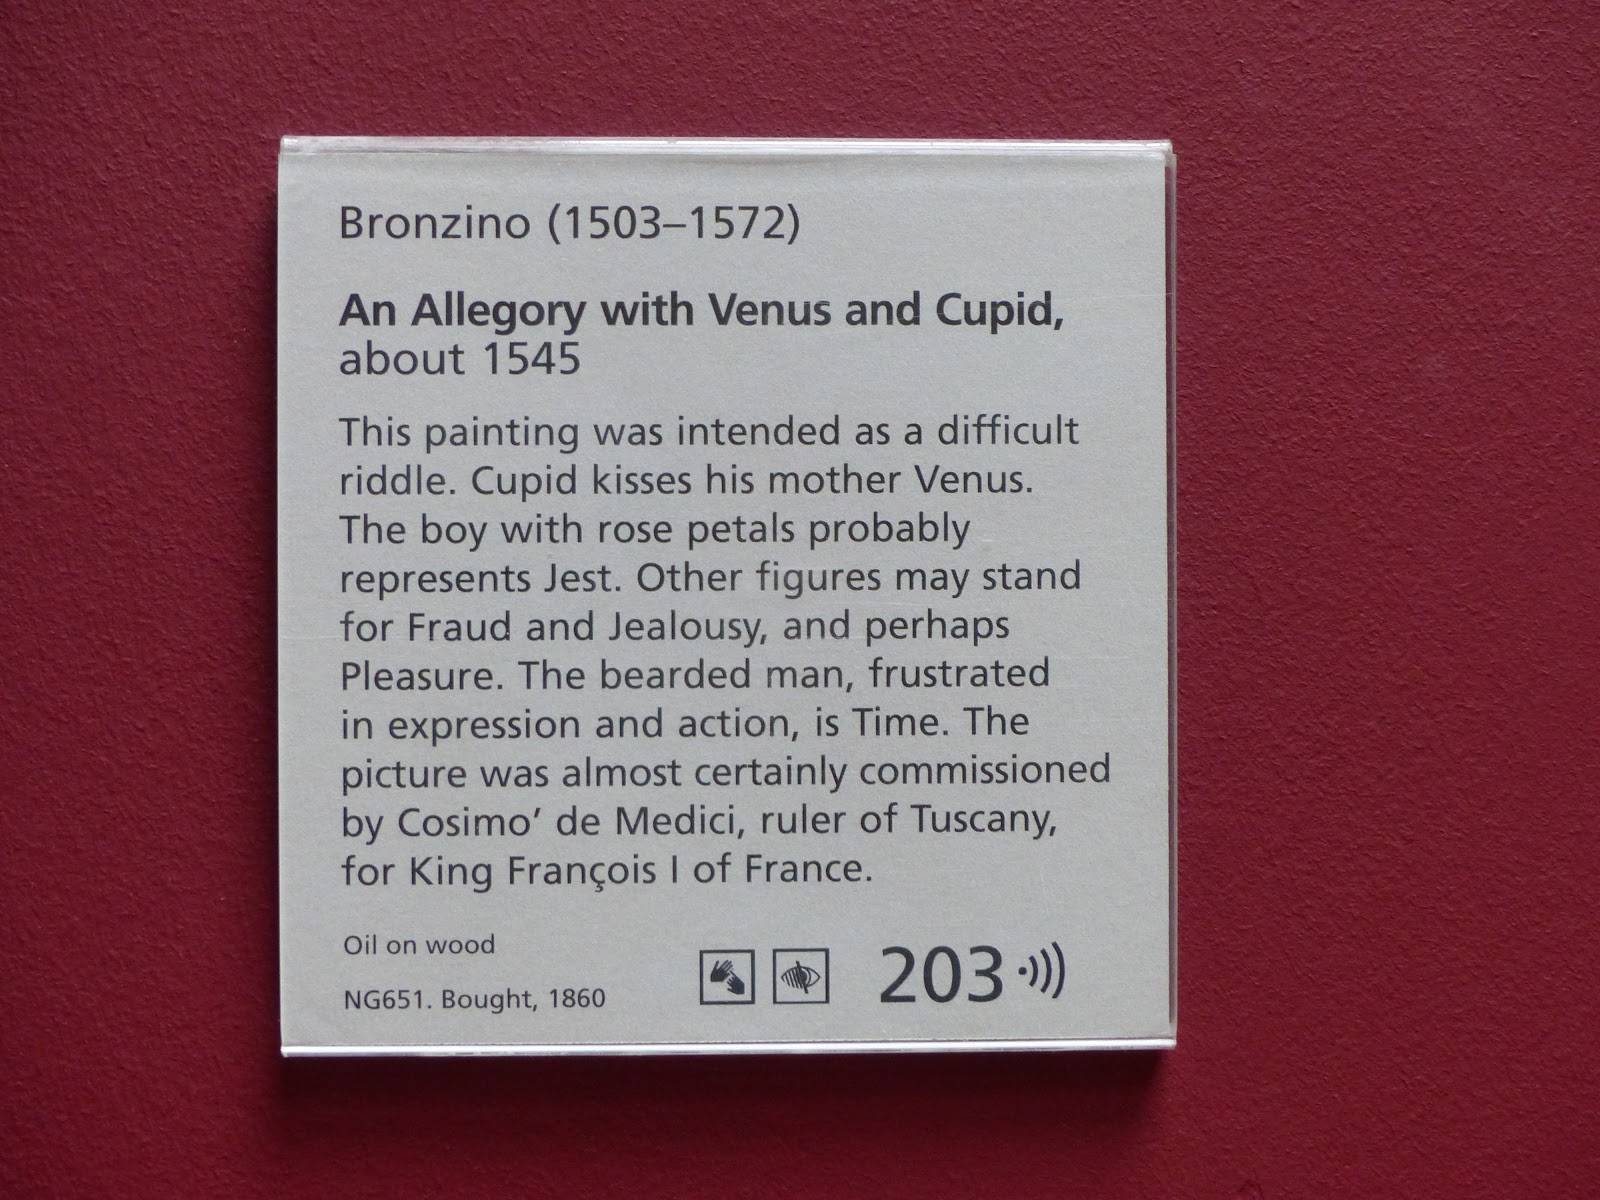 Bronzino (1503–1572)
An Allegory with Venus and Cupid,
about 1545
This painting was intended as a difficult
riddle. Cupid kisses his mother Venus.
The boy with rose petals probably
represents Jest. Other figures may stand
for Fraud and Jealousy, and perhaps
Pleasure. The bearded man, frustrated
in expression and action, is Time. The
picture was almost certainly commissioned
by Cosimo’ de Medici, ruler of Tuscany,
for King François I of France.
Oil on wood
NG651. Bought, 1860
203